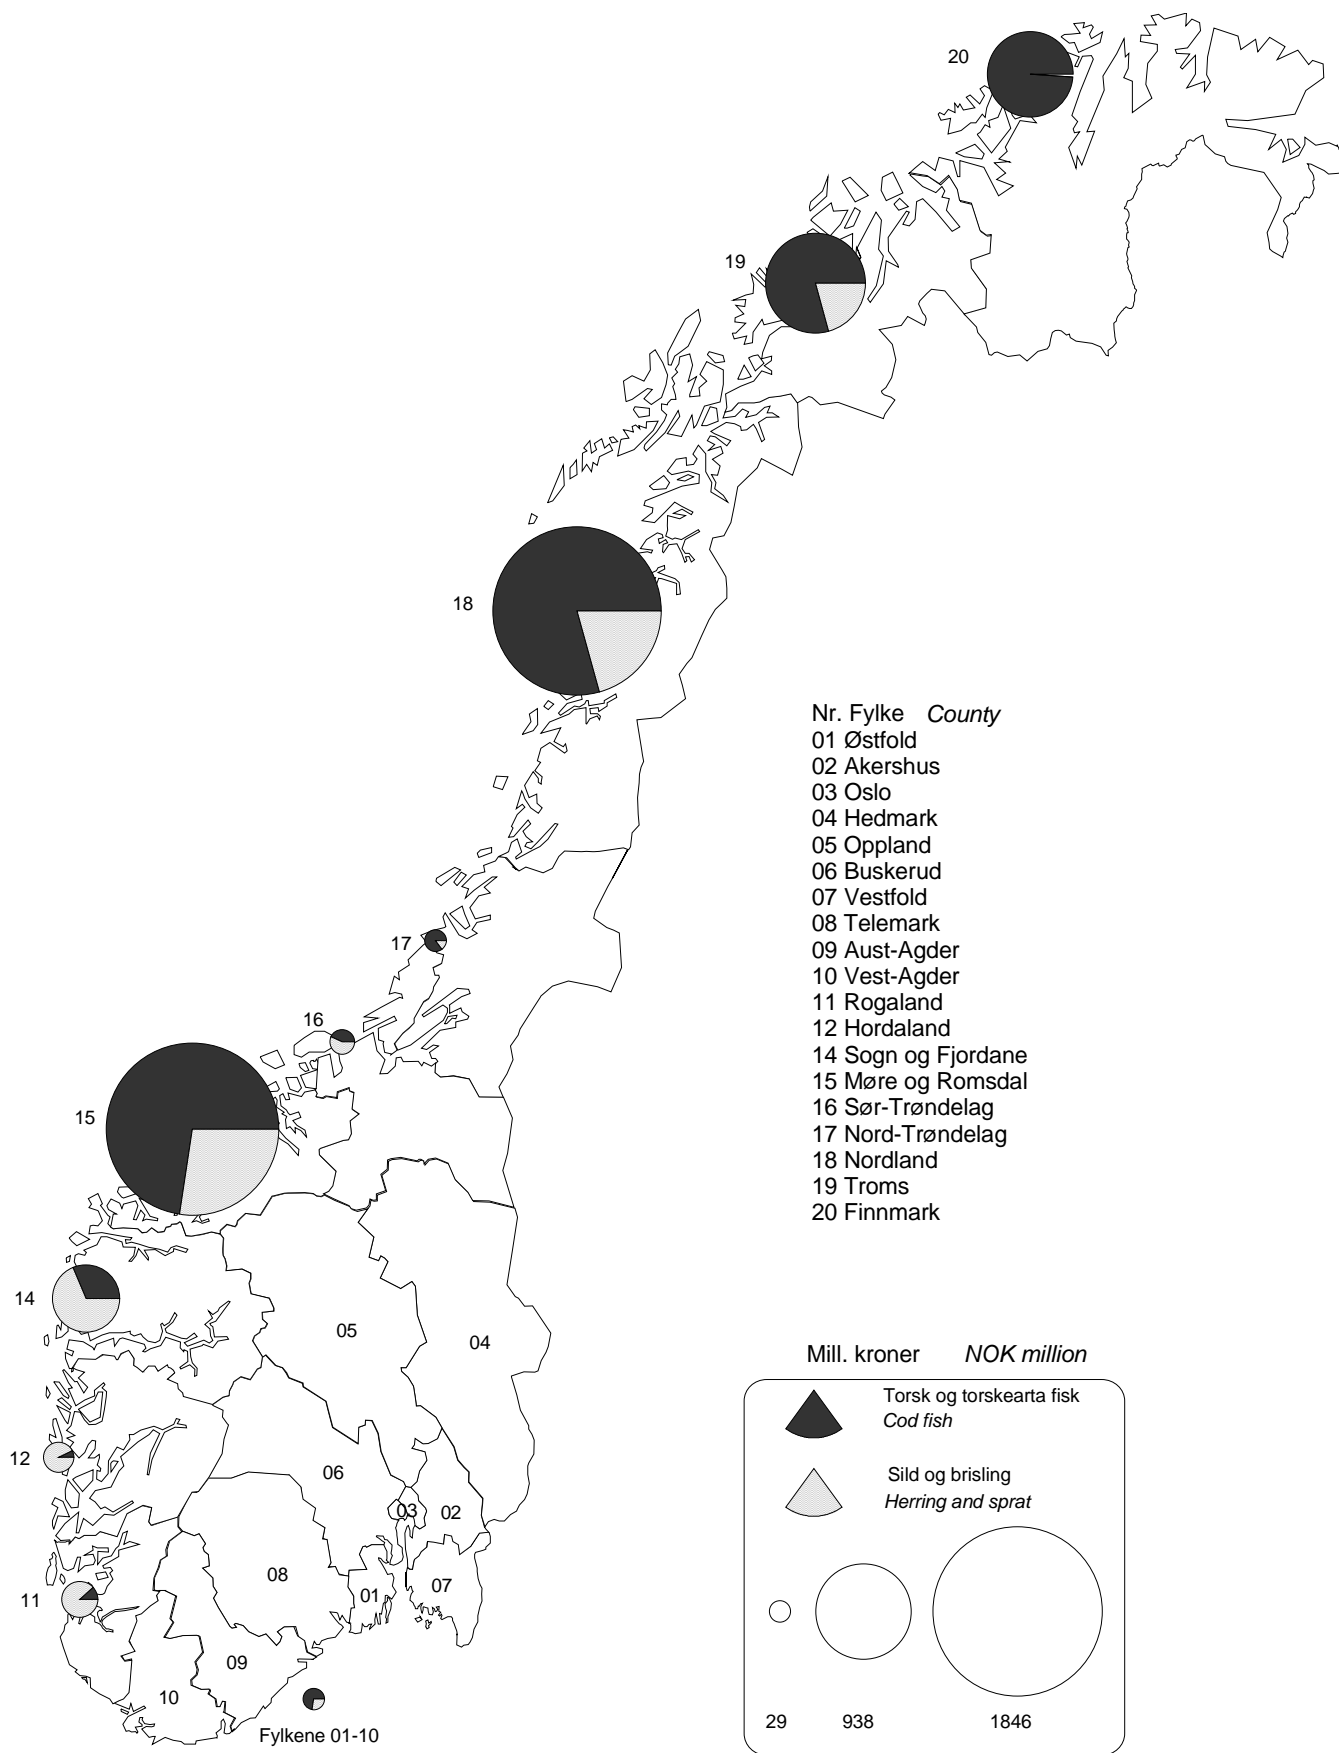 20
19
18
Nr. Fylke County
01 Østfold
02 Akershus
03 Oslo
04 Hedmark
05 Oppland
06 Buskerud
07 Vestfold
08 Telemark
09 Aust-Agder
10 Vest-Agder
11 Rogaland
12 Hordaland
14 Sogn og Fjordane
15 Møre og Romsdal
16 Sør-Trøndelag
17 Nord-Trøndelag
18 Nordland
19 Troms
20 Finnmark
17
16
15
14
05
04
12
06
03
02
11
08
01
07
09
10
Fylkene 01-10
Mill. kroner NOK million
Torsk og torskearta fisk
Cod fish
Sild og brisling
Herring and sprat
29 938 1846